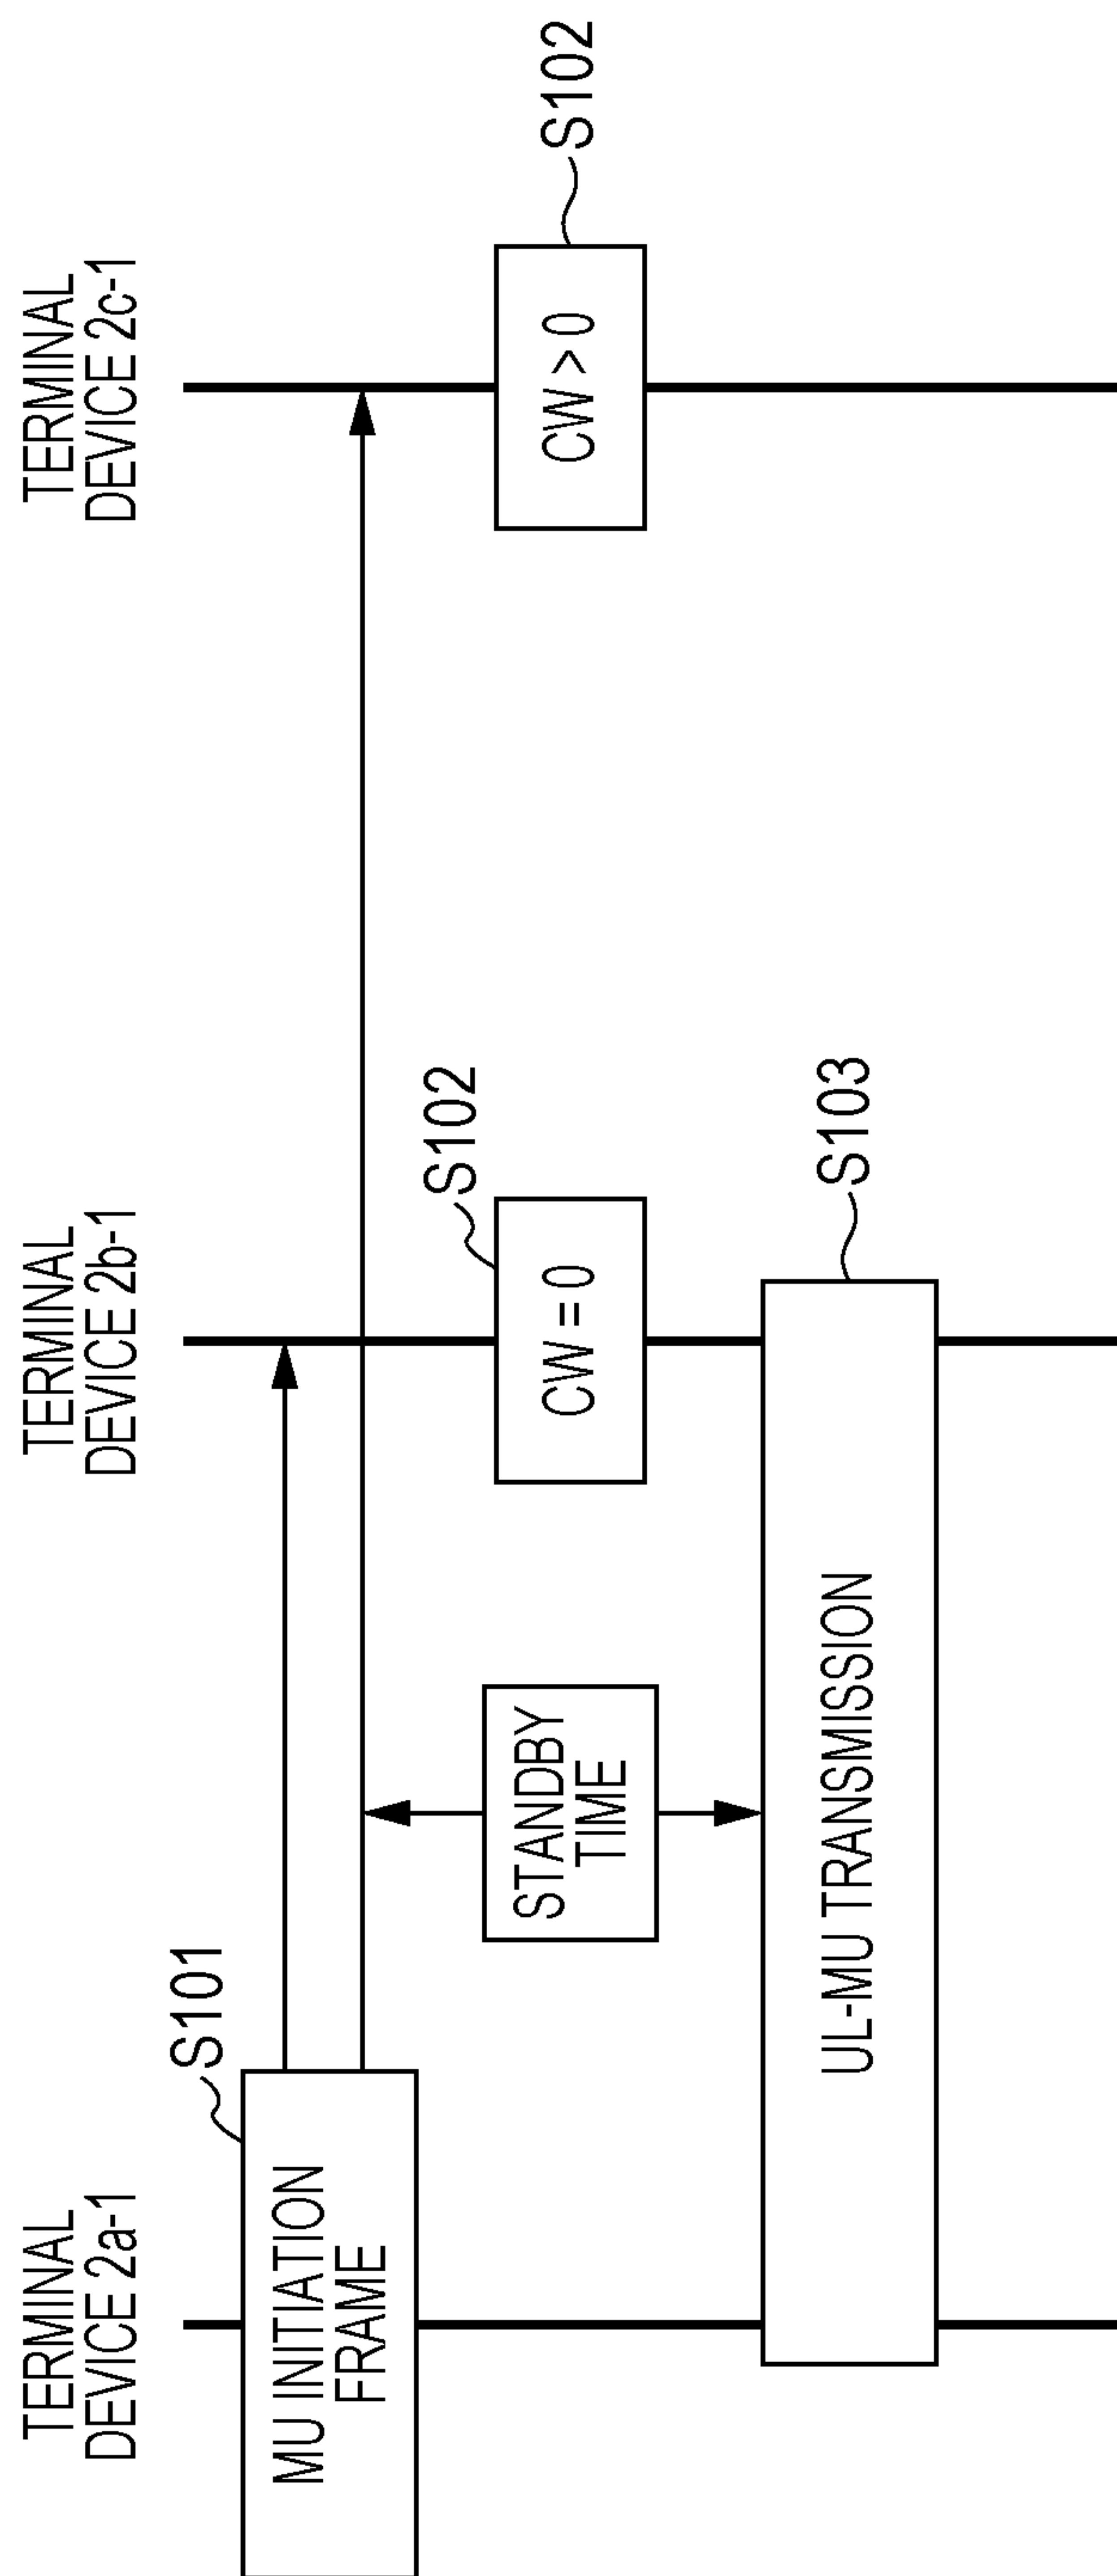 TERMINAL
DEVICE 2a-1
TERMINAL
DEVICE 2b-1
TERMINAL
DEVICE 2c-1
S101
MU INITIATION
FRAME
S102
CW = 0
S102
CW > 0
STANDBY
TIME
S103
UL-MU TRANSMISSION